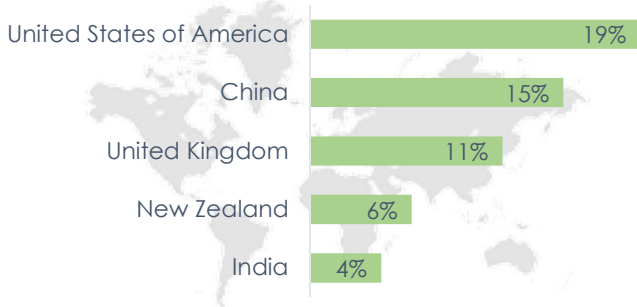 United States of America 19%
China 15%
United Kingdom 11%
New Zealand 6%
India 4%